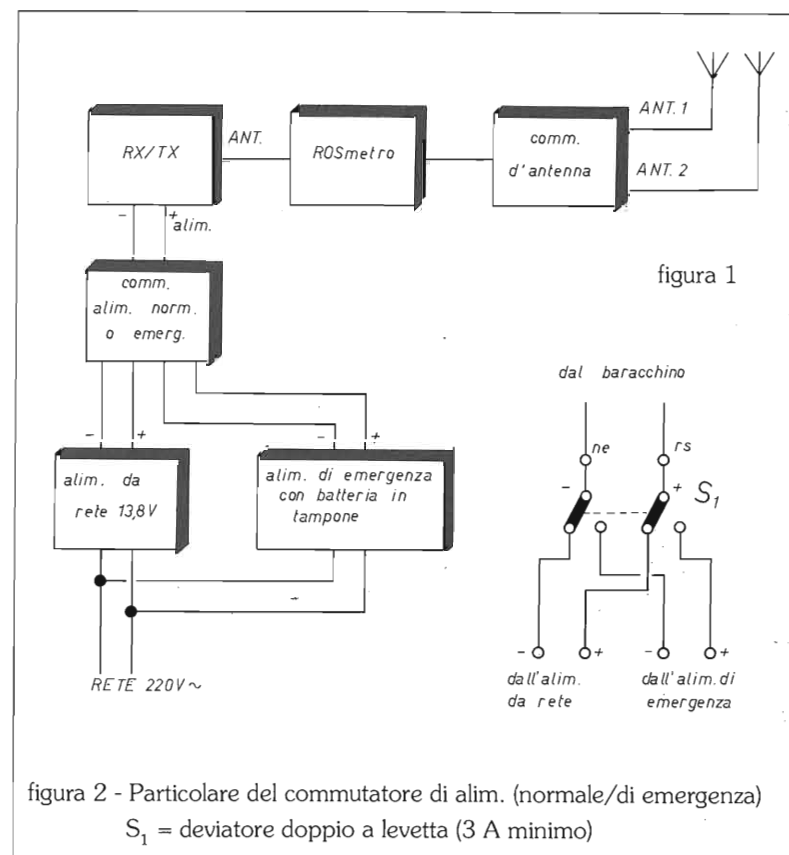 RX/TX
ANT.
ROSmetro
comm.
d'antenna
ANT. 1
ANT. 2
- +
alim.
comm.
alim. norm.
o emerg.
figura 1
- +
alim. da
rete 13,8V
- +
alim. di emergenza
con batteria in
tampone
RETE 220V ~
dal baracchino
ne
rs
- +
S1
- +
dall'alim.
da rete
- +
dall'alim. di
emergenza
figura 2 - Particolare del commutatore di alim. (normale/di emergenza)
S1 = deviatore doppio a levetta (3 A minimo)